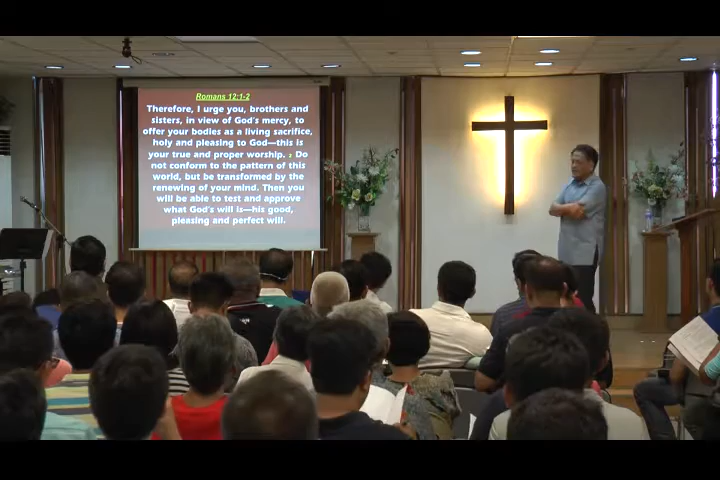 Romans 12:1-2
Therefore, I urge you, brothers and
sisters, in view of God's mercy, to
offer your bodies as a living sacrifice,
holy and pleasing to God—this is
your true and proper worship. 2 Do
not conform to the pattern of this
world, but be transformed by the
renewing of your mind. Then you
will be able to test and approve
what God's will is—his good,
pleasing and perfect will.